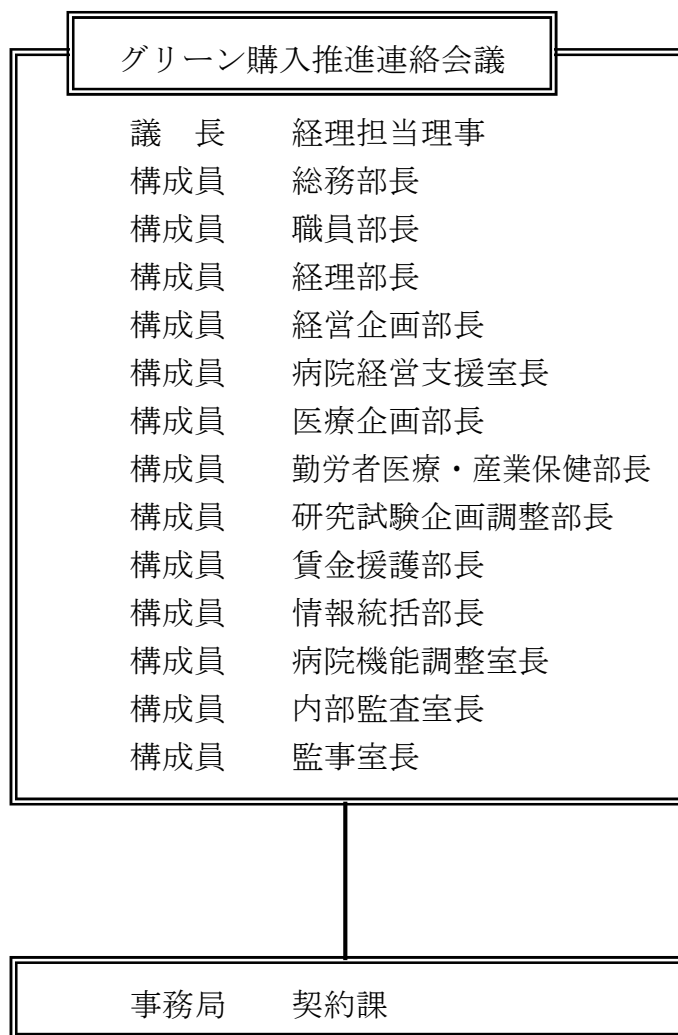 グリーン購入推進連絡会議
議　長　　経理担当理事
構成員　　総務部長
構成員　　職員部長
構成員　　経理部長
構成員　　経営企画部長
構成員　　病院経営支援室長
構成員　　医療企画部長
構成員　　勤労者医療・産業保健部長
構成員　　研究試験企画調整部長
構成員　　賃金援護部長
構成員　　情報統括部長
構成員　　病院機能調整室長
構成員　　内部監査室長
構成員　　監事室長
事務局　　契約課